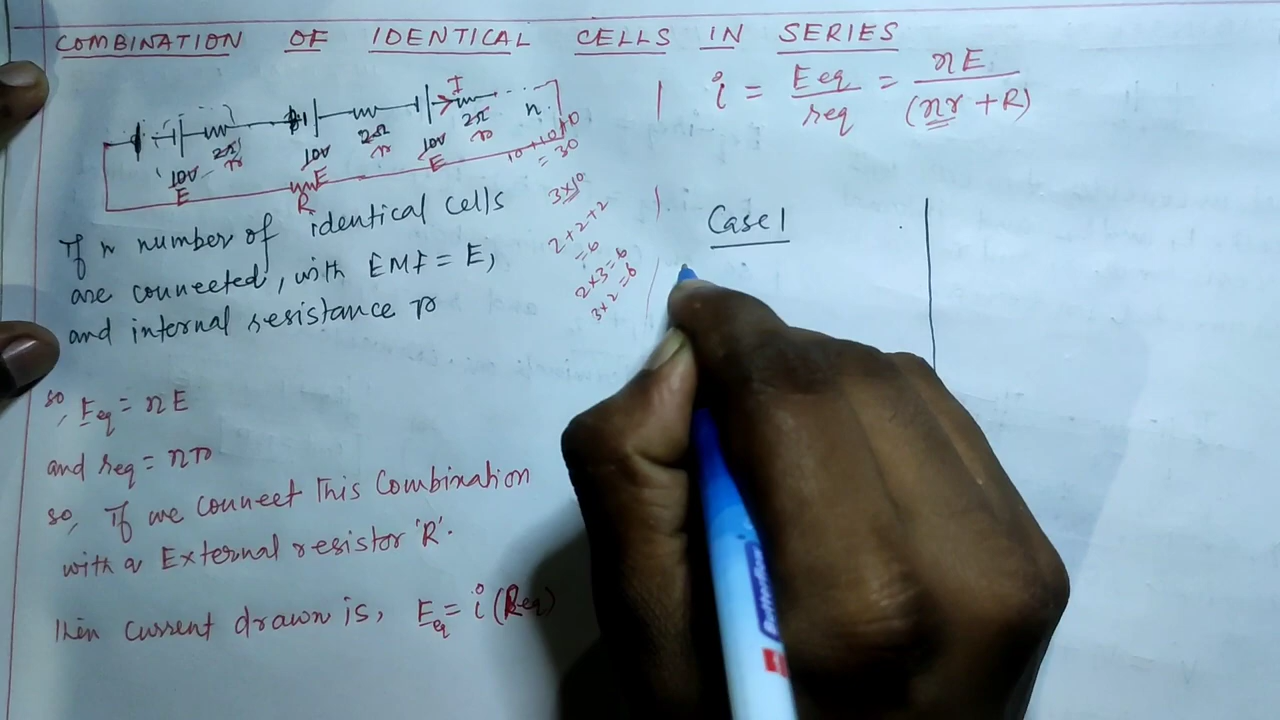 COMBINATION OF IDENTICAL CELLS IN SERIES
I
2Ω 10V 2Ω 10V 2Ω n
10V r E r E r
E R
10+10+10
= 30
3×10
2+2+2
=6
2×3=6
3×2=6
If n number of identical cells
are connected, with EMF = E,
and internal resistance r
so, Eeq = nE
and req = nr
so, If we connect This Combination
with a External resistor 'R'.
Then current drawn is, Eeq = i (Req)
i = Eeq / req = nE / (nr + R)
Case 1